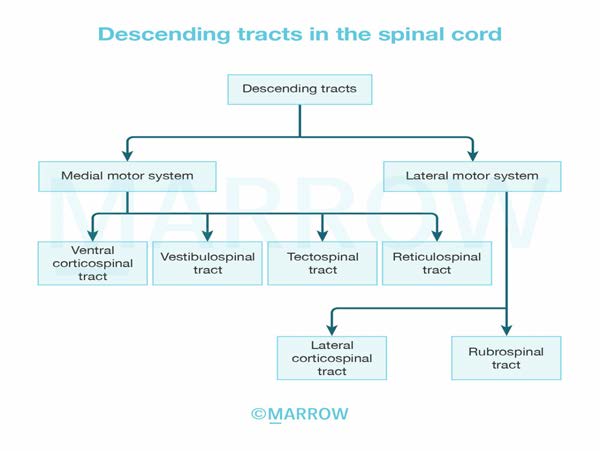 Descending tracts in the spinal cord
Descending tracts
Medial motor system
Lateral motor system
MARROW
Ventral
corticospinal
tract
Vestibulospinal
tract
Tectospinal
tract
Reticulospinal
tract
Lateral
corticospinal
tract
Rubrospinal
tract
©MARROW